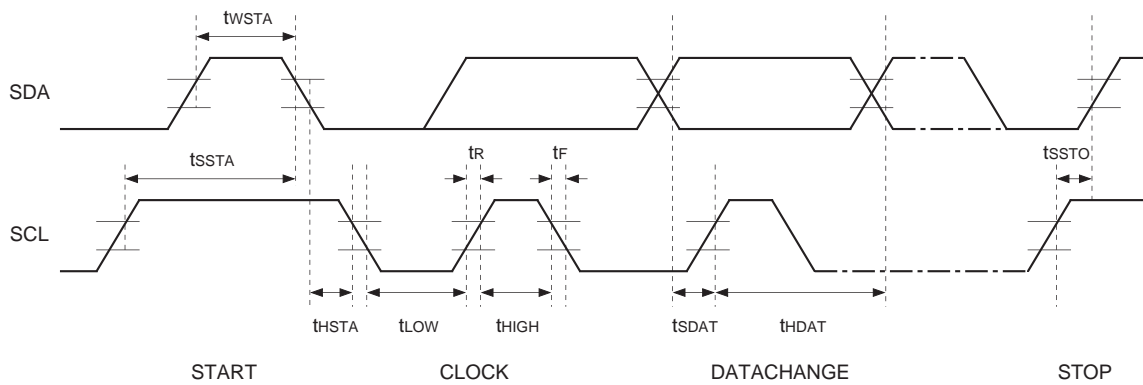 tWSTA
SDA
tSSTA
tR
tF
tSSTO
SCL
tHSTA
tLOW
tHIGH
tSDAT
tHDAT
START
CLOCK
DATACHANGE
STOP